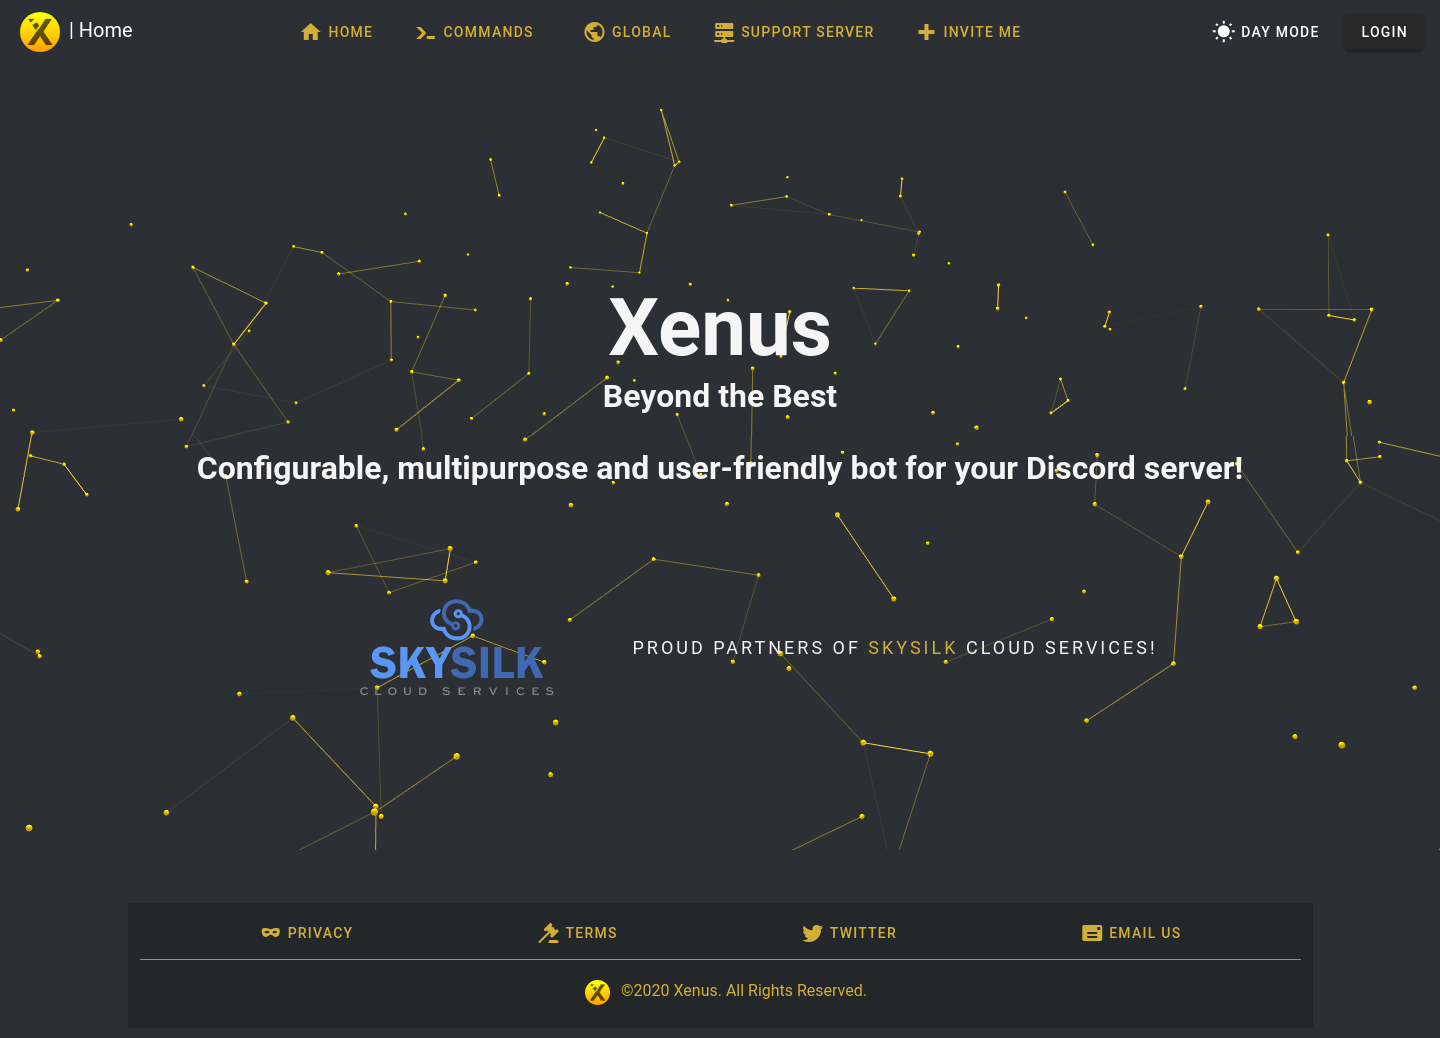 | Home
HOME
COMMANDS
GLOBAL
SUPPORT SERVER
INVITE ME
DAY MODE
LOGIN
Xenus
Beyond the Best
Configurable, multipurpose and user-friendly bot for your Discord server!
SKYSILK
CLOUD SERVICES
PROUD PARTNERS OF SKYSILK CLOUD SERVICES!
PRIVACY
TERMS
TWITTER
EMAIL US
©2020 Xenus. All Rights Reserved.